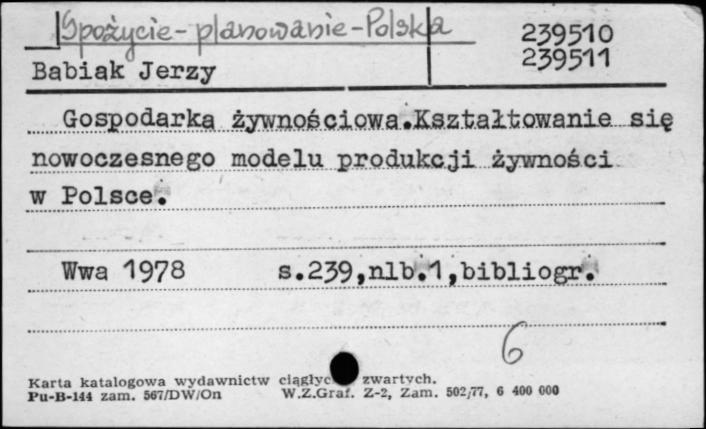 Spożycie-planowanie-Polska
239510
239511
Babiak Jerzy
Gospodarka żywnościowa.Kształtowanie się
nowoczesnego modelu produkcji żywności
w Polsce.
Wwa 1978 s.239,nlb.1,bibliogr.
6
Karta katalogowa wydawnictw ciągłyc zwartych.
Pu-B-144 zam. 567/DW/On W.Z.Graf. Z-2, Zam. 502/77, 6 400 000